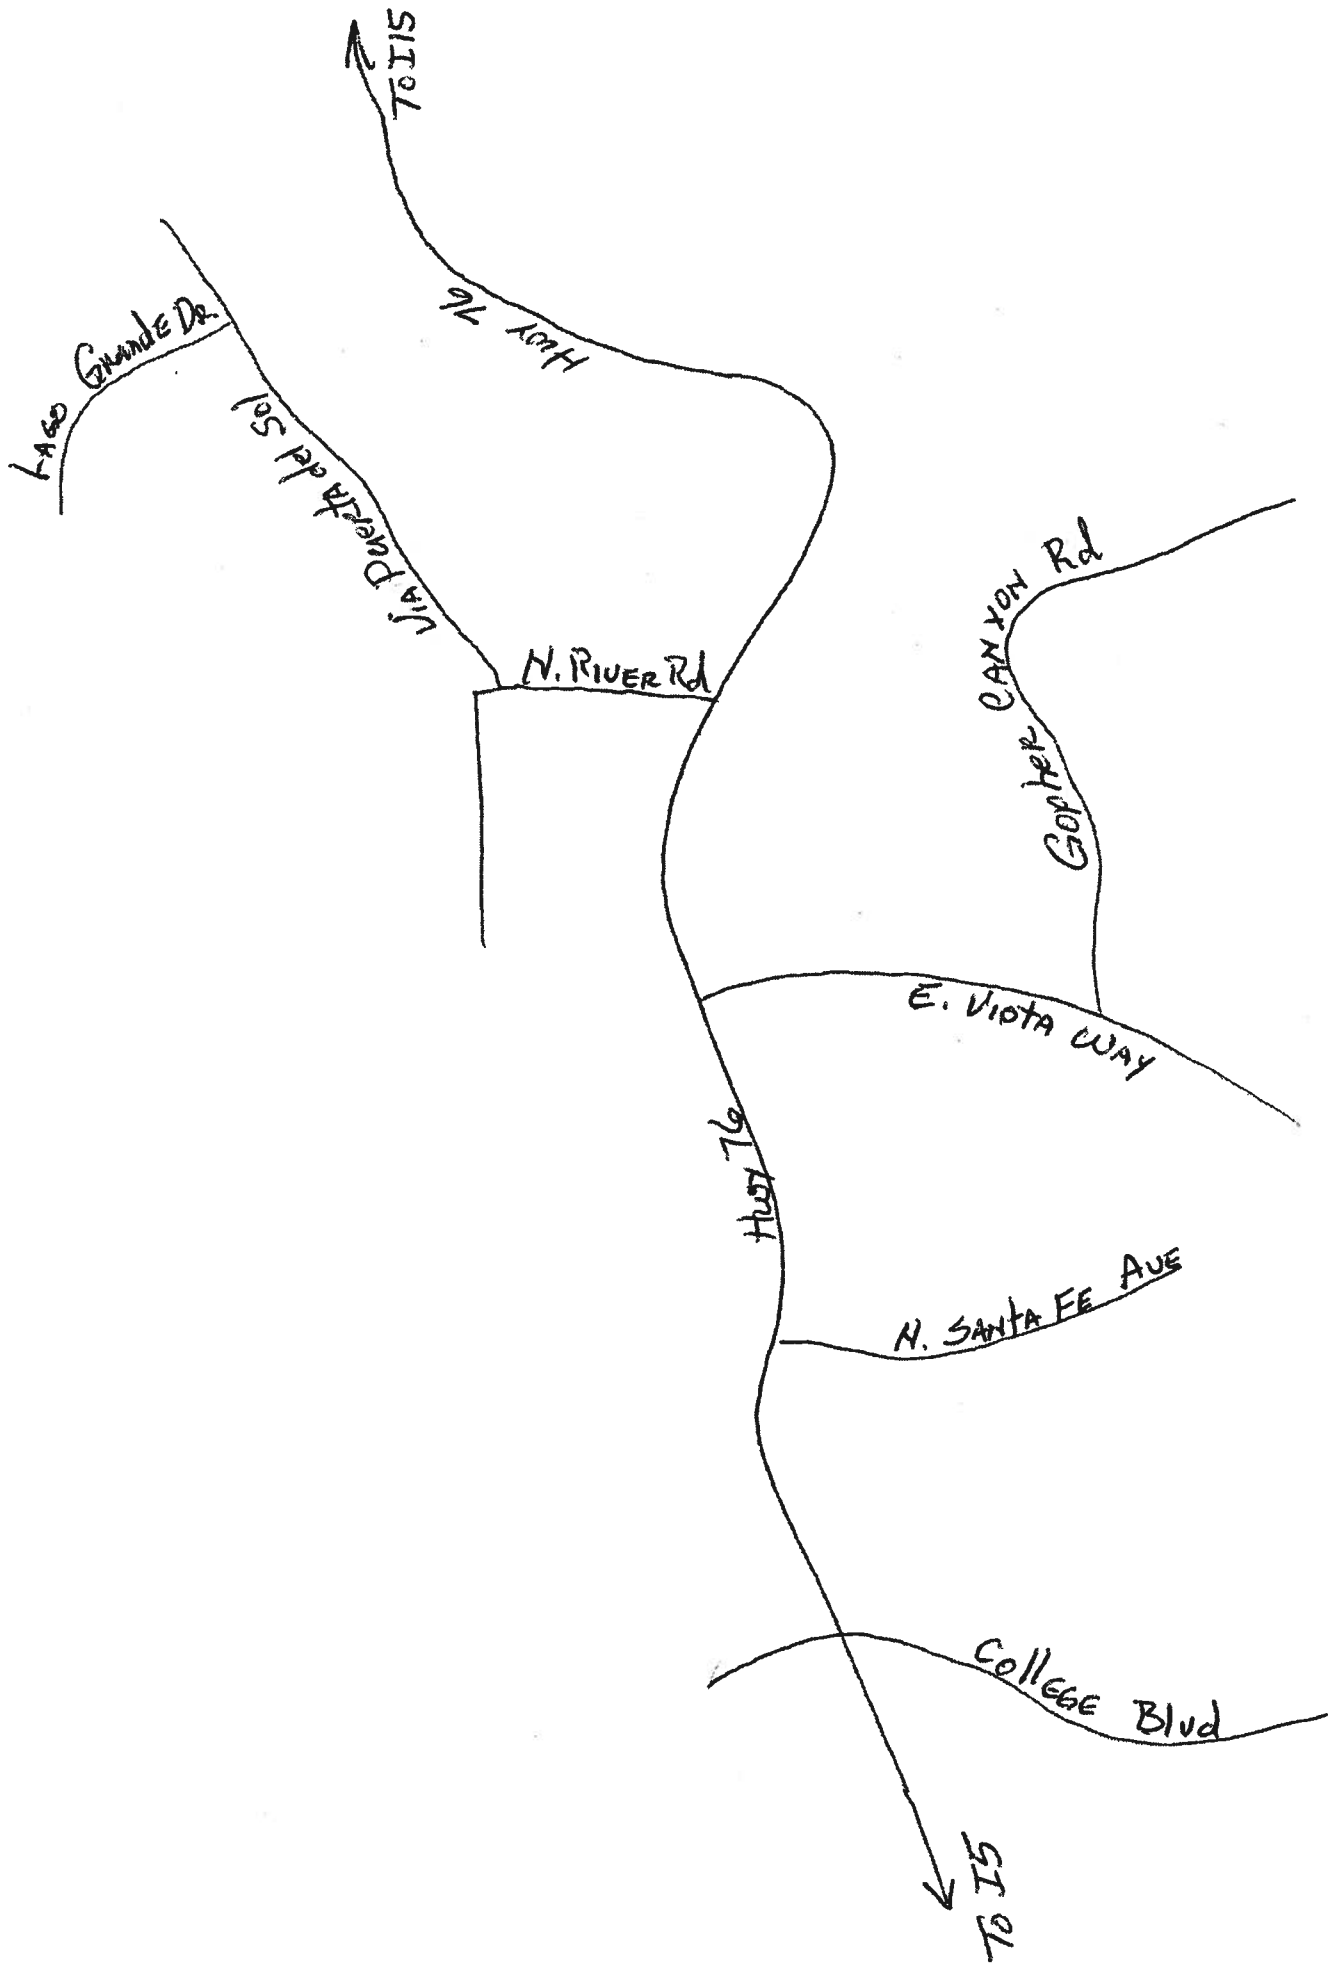 To I15
Hwy 76
Lago Grande Dr
Via Puerta del Sol
N. River Rd
Gopher Canyon Rd
E. Vista Way
Hwy 76
N. Santa Fe Ave
College Blvd
To I5